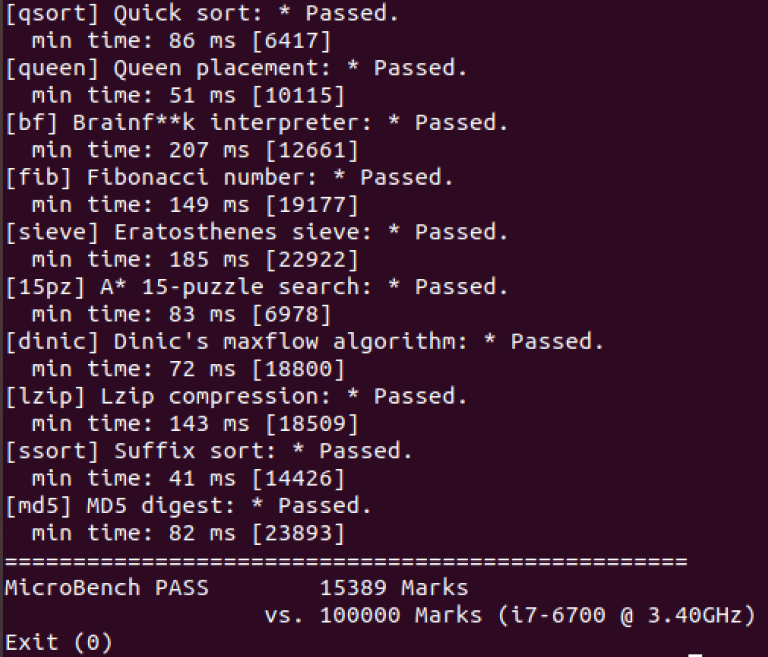 [qsort] Quick sort: * Passed.
  min time: 86 ms [6417]
[queen] Queen placement: * Passed.
  min time: 51 ms [10115]
[bf] Brainf**k interpreter: * Passed.
  min time: 207 ms [12661]
[fib] Fibonacci number: * Passed.
  min time: 149 ms [19177]
[sieve] Eratosthenes sieve: * Passed.
  min time: 185 ms [22922]
[15pz] A* 15-puzzle search: * Passed.
  min time: 83 ms [6978]
[dinic] Dinic's maxflow algorithm: * Passed.
  min time: 72 ms [18800]
[lzip] Lzip compression: * Passed.
  min time: 143 ms [18509]
[ssort] Suffix sort: * Passed.
  min time: 41 ms [14426]
[md5] MD5 digest: * Passed.
  min time: 82 ms [23893]
==================================================
MicroBench PASS        15389 Marks
                   vs. 100000 Marks (i7-6700 @ 3.40GHz)
Exit (0)